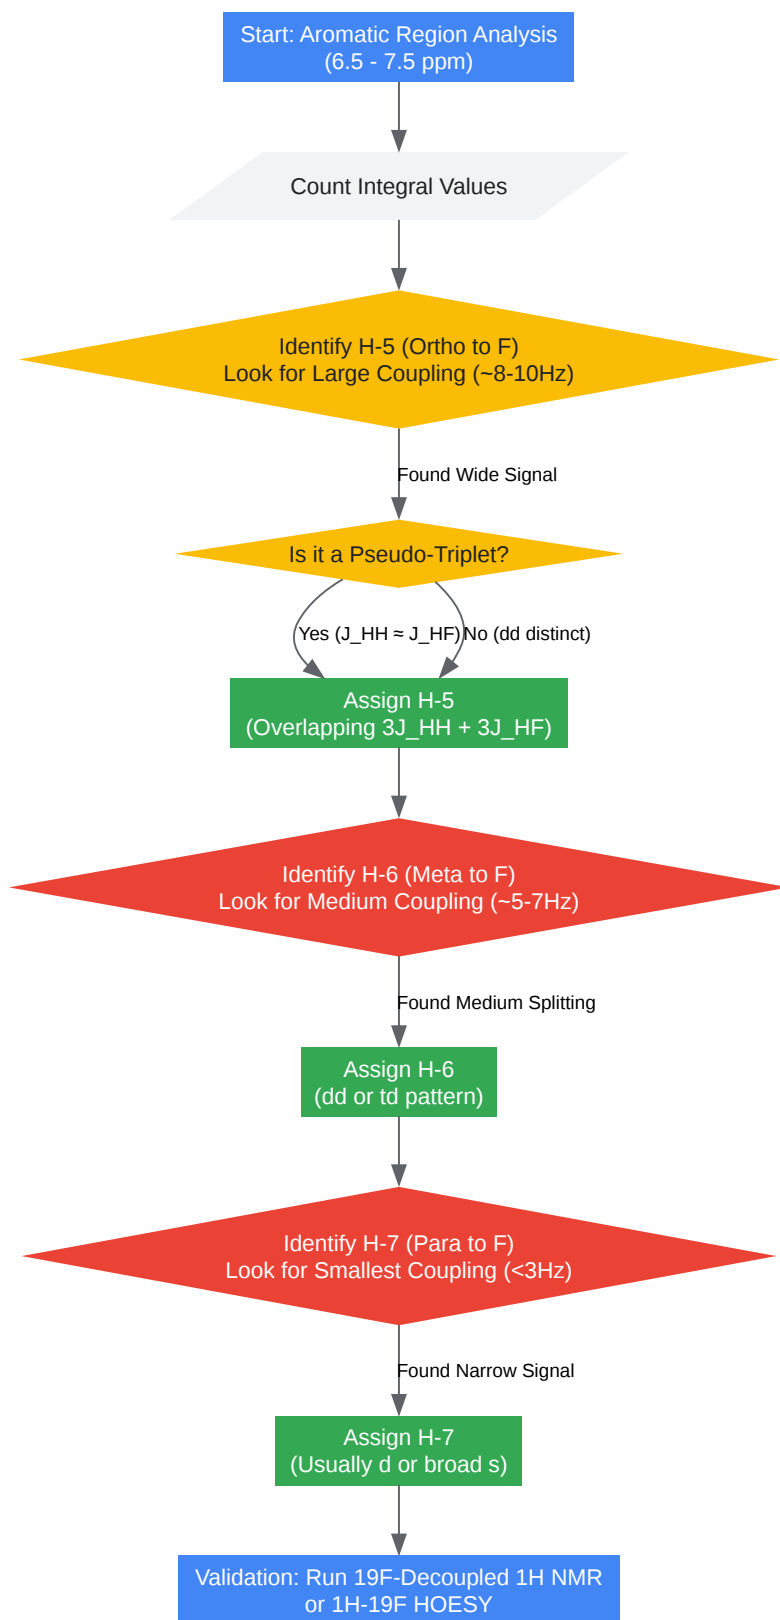 Start: Aromatic Region Analysis
(6.5 - 7.5 ppm)
Count Integral Values
Identify H-5 (Ortho to F)
Look for Large Coupling (~8-10Hz)
Found Wide Signal
Is it a Pseudo-Triplet?
Yes (J_HH ≈ J_HF)
No (dd distinct)
Assign H-5
(Overlapping 3J_HH + 3J_HF)
Identify H-6 (Meta to F)
Look for Medium Coupling (~5-7Hz)
Found Medium Splitting
Assign H-6
(dd or td pattern)
Identify H-7 (Para to F)
Look for Smallest Coupling (<3Hz)
Found Narrow Signal
Assign H-7
(Usually d or broad s)
Validation: Run 19F-Decoupled 1H NMR
or 1H-19F HOESY